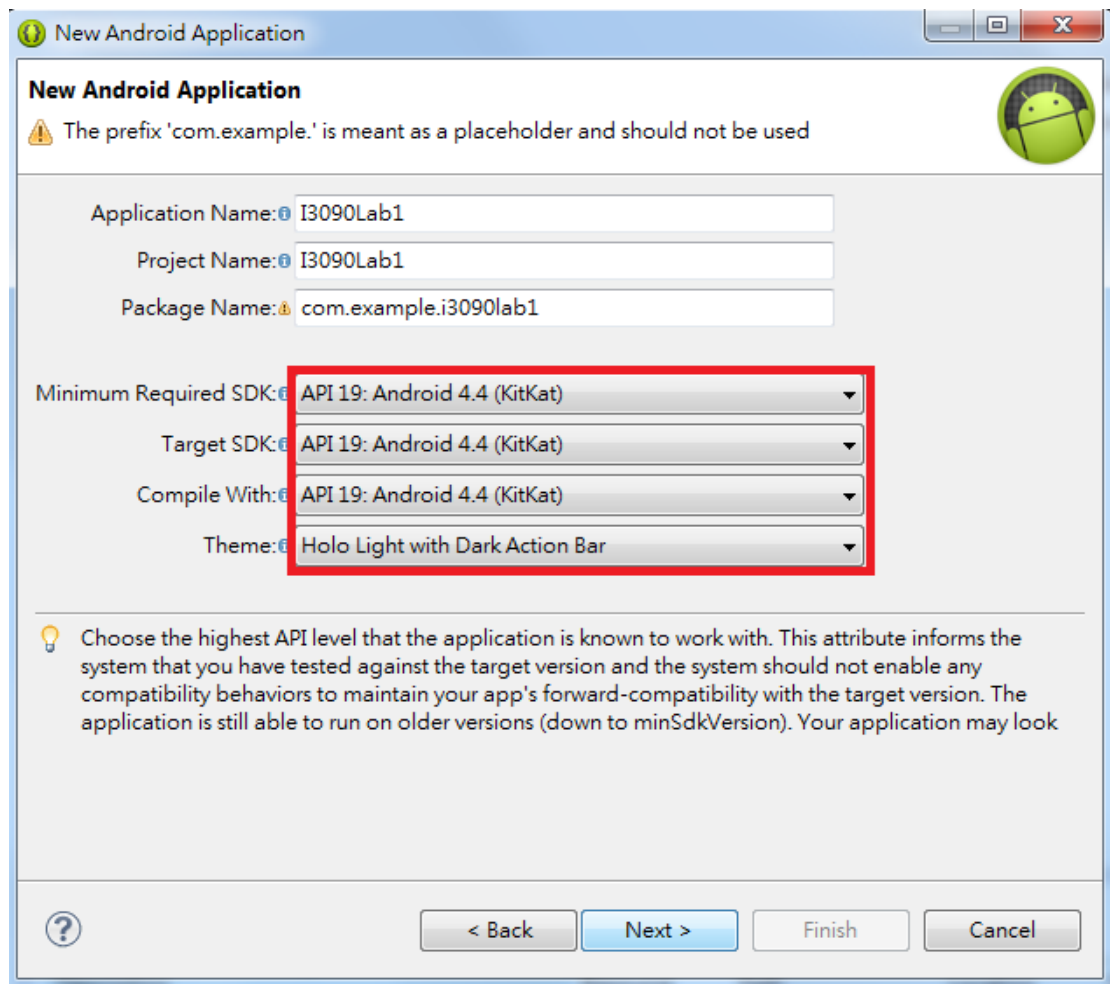 New Android Application
New Android Application
The prefix 'com.example.' is meant as a placeholder and should not be used
Application Name: I3090Lab1
Project Name: I3090Lab1
Package Name: com.example.i3090lab1
Minimum Required SDK: API 19: Android 4.4 (KitKat)
Target SDK: API 19: Android 4.4 (KitKat)
Compile With: API 19: Android 4.4 (KitKat)
Theme: Holo Light with Dark Action Bar
Choose the highest API level that the application is known to work with. This attribute informs the
system that you have tested against the target version and the system should not enable any
compatibility behaviors to maintain your app's forward-compatibility with the target version. The
application is still able to run on older versions (down to minSdkVersion). Your application may look
< Back Next > Finish Cancel